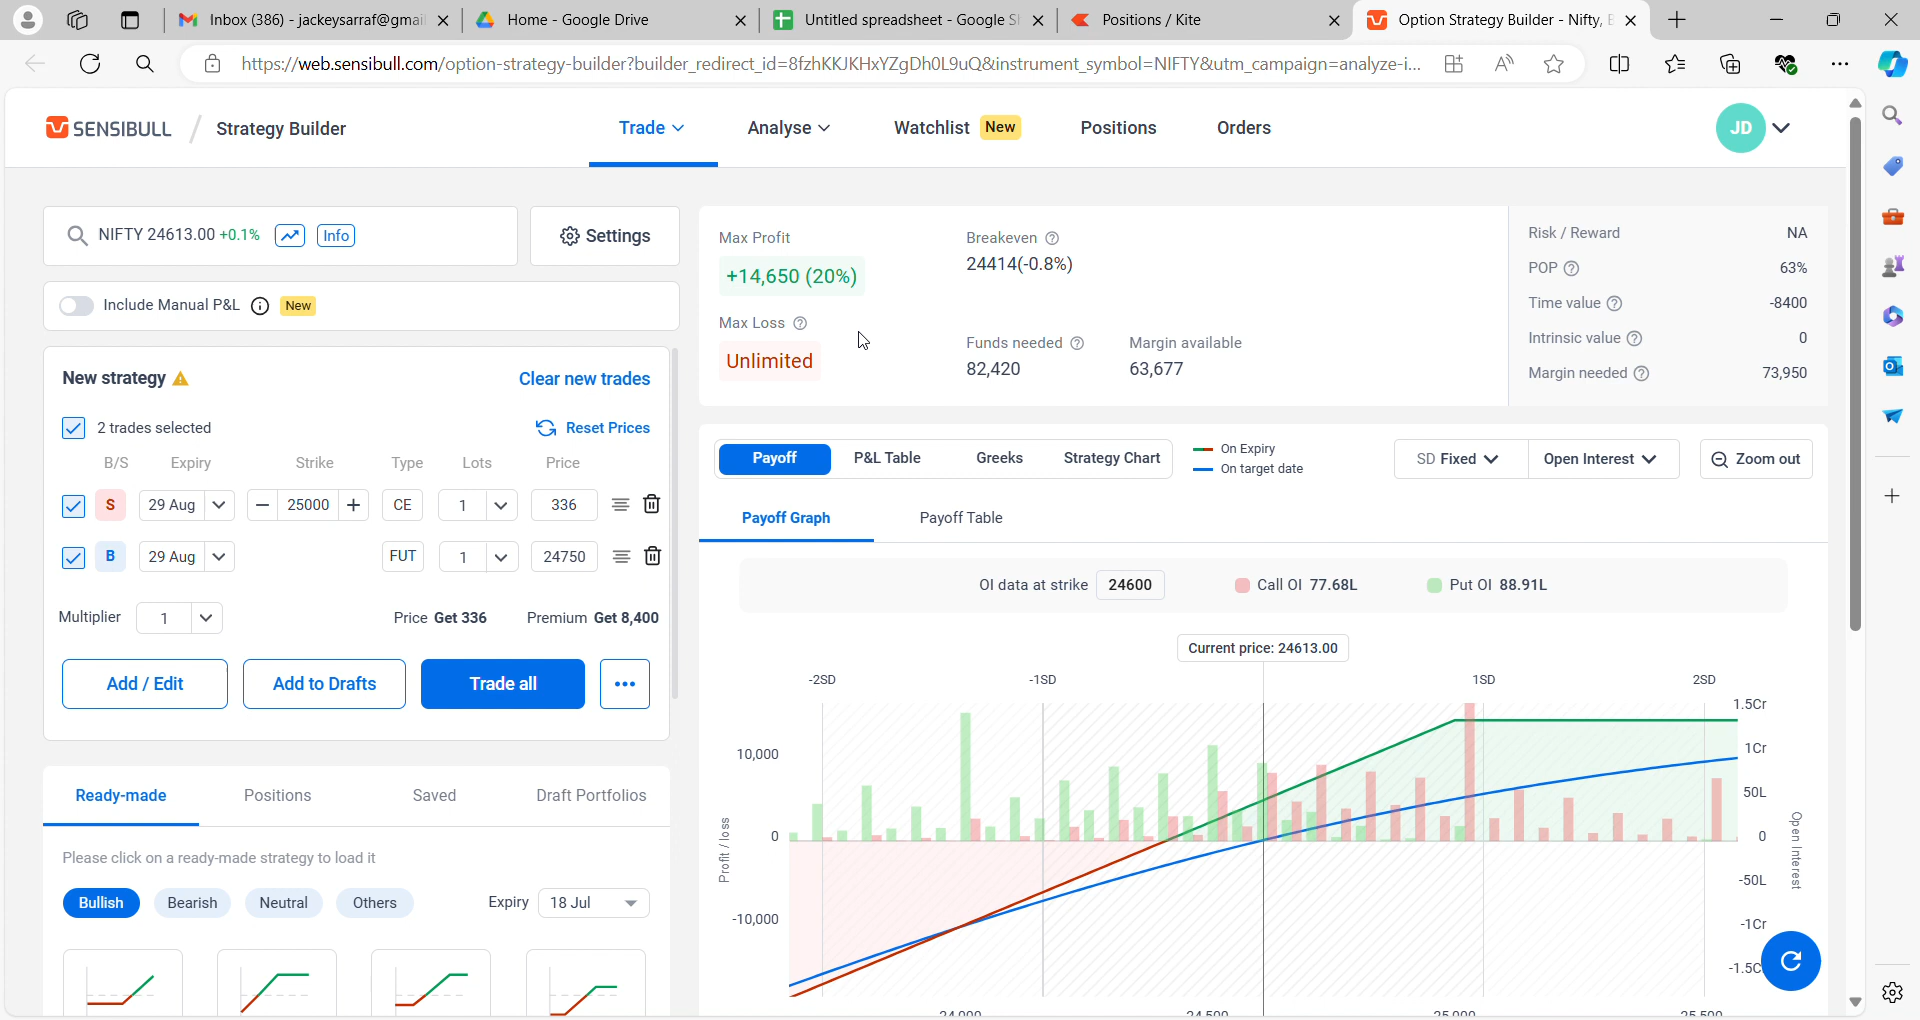 Inbox (386) - jackeysarraf@gmai
Home - Google Drive
Untitled spreadsheet - Google S
Positions / Kite
Option Strategy Builder - Nifty, B
https://web.sensibull.com/option-strategy-builder?builder_redirect_id=8fzhKKJKHxYZgDh0L9uQ&instrument_symbol=NIFTY&utm_campaign=analyze-i...
SENSIBULL / Strategy Builder
Trade
Analyse
Watchlist New
Positions
Orders
JD
NIFTY 24613.00 +0.1% Info
Settings
Include Manual P&L New
New strategy
Clear new trades
2 trades selected
Reset Prices
B/S Expiry Strike Type Lots Price
S 29 Aug − 25000 + CE 1 336
B 29 Aug FUT 1 24750
Multiplier 1 Price Get 336 Premium Get 8,400
Add / Edit
Add to Drafts
Trade all
...
Ready-made
Positions
Saved
Draft Portfolios
Please click on a ready-made strategy to load it
Bullish
Bearish
Neutral
Others
Expiry 18 Jul
Max Profit
+14,650 (20%)
Max Loss
Unlimited
Breakeven
24414(-0.8%)
Funds needed
82,420
Margin available
63,677
Risk / Reward NA
POP 63%
Time value -8400
Intrinsic value 0
Margin needed 73,950
Payoff
P&L Table
Greeks
Strategy Chart
On Expiry
On target date
SD Fixed
Open Interest
Zoom out
Payoff Graph
Payoff Table
OI data at strike 24600
Call OI 77.68L
Put OI 88.91L
Current price: 24613.00
-2SD
-1SD
1SD
2SD
10,000
0
-10,000
Profit / loss
1.5Cr
1Cr
50L
0
-50L
-1Cr
-1.5C
Open Interest
24,000
24,500
25,000
25,500